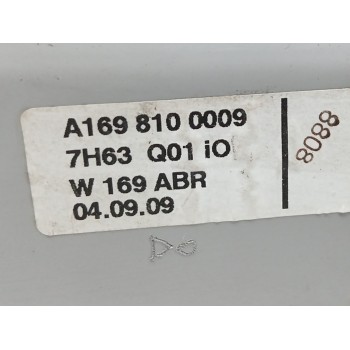 A169 810 0009
7H63 Q01 iO
W 169 ABR
04.09.09
8088